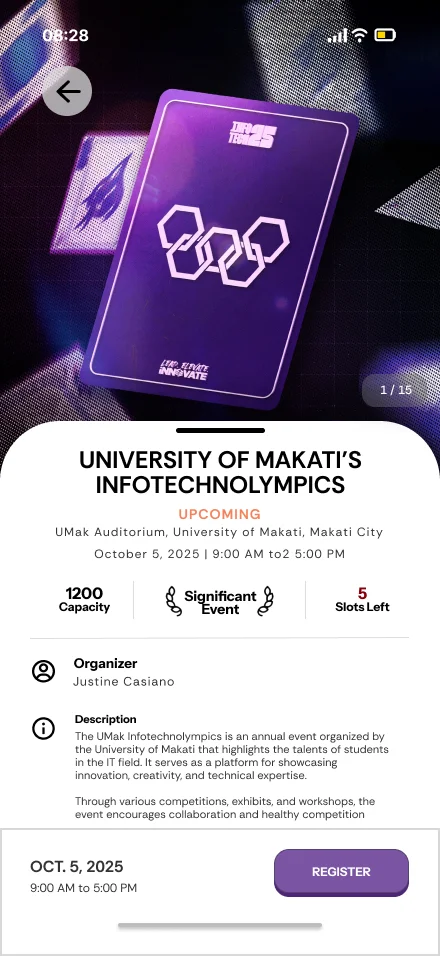 08:28
LEAD ELEVATE
INNOVATE
1 / 15
UNIVERSITY OF MAKATI'S
INFOTECHNOLYMPICS
UPCOMING
UMak Auditorium, University of Makati, Makati City
October 5, 2025 | 9:00 AM to2 5:00 PM
1200
Capacity
Significant
Event
5
Slots Left
Organizer
Justine Casiano
Description
The UMak Infotechnolympics is an annual event organized by
the University of Makati that highlights the talents of students
in the IT field. It serves as a platform for showcasing
innovation, creativity, and technical expertise.
Through various competitions, exhibits, and workshops, the
event encourages collaboration and healthy competition
OCT. 5, 2025
9:00 AM to 5:00 PM
REGISTER